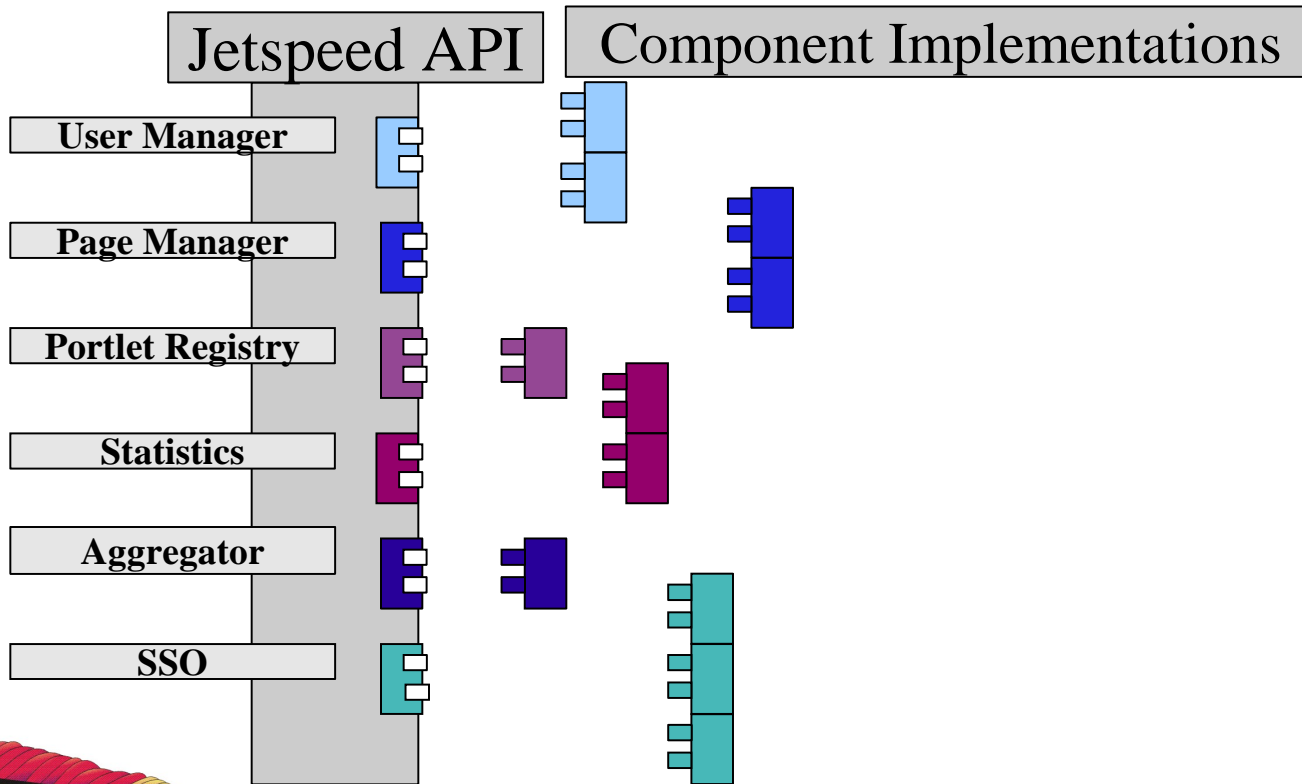 Jetspeed API
Component Implementations
User Manager
Page Manager
Portlet Registry
Statistics
Aggregator
SSO